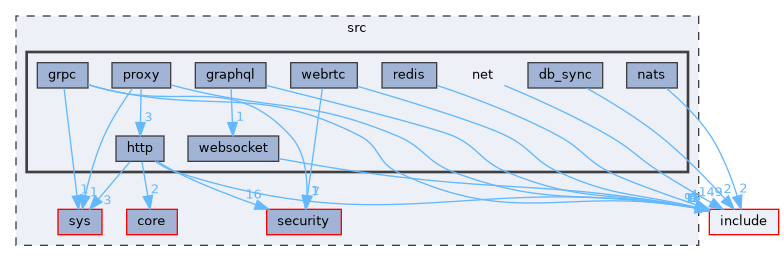 src
grpc proxy graphql webrtc redis net db_sync nats
3 1
http websocket
1 1 3 2 16 149 2 2
sys core security include